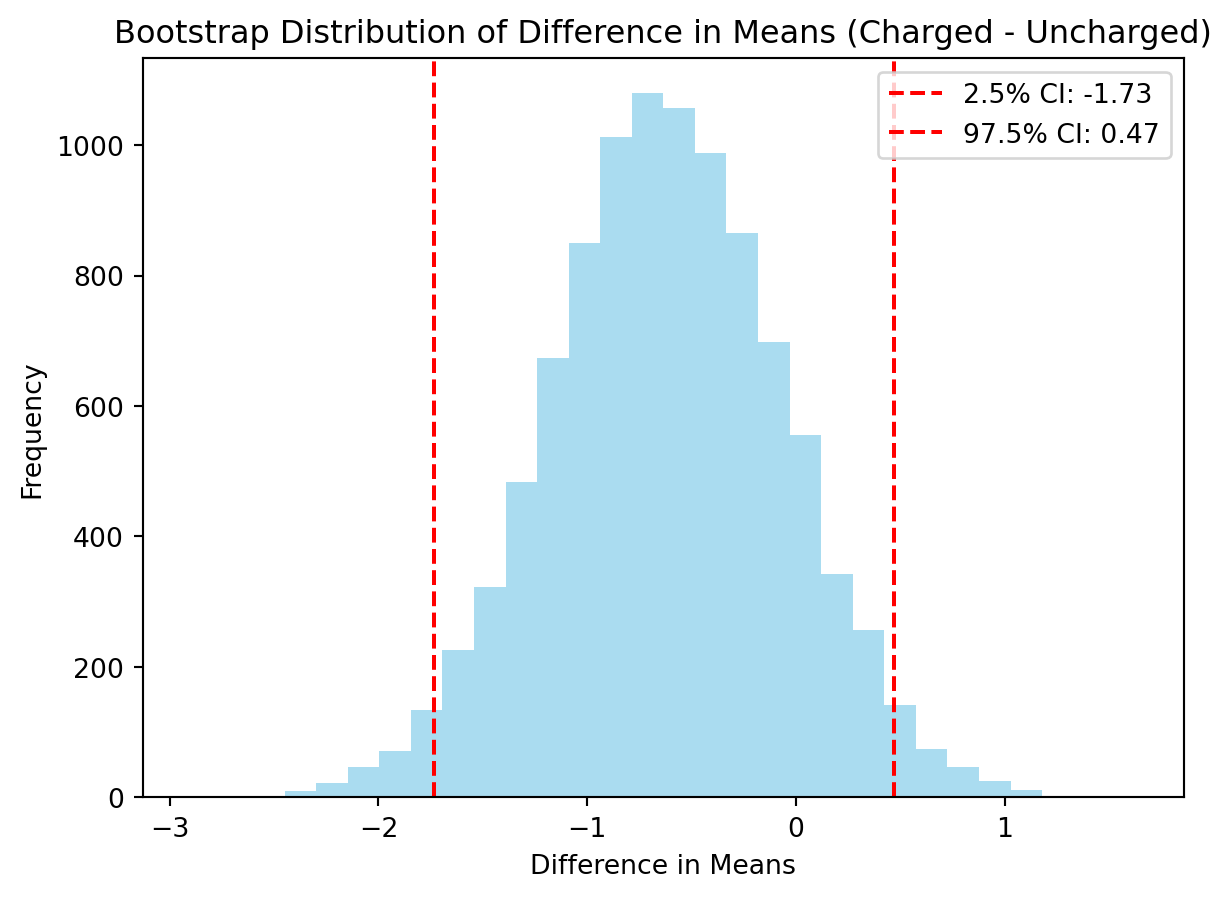 Bootstrap Distribution of Difference in Means (Charged - Uncharged)
2.5% CI: -1.73
97.5% CI: 0.47
Frequency
1000
800
600
400
200
0
−3 −2 −1 0 1
Difference in Means